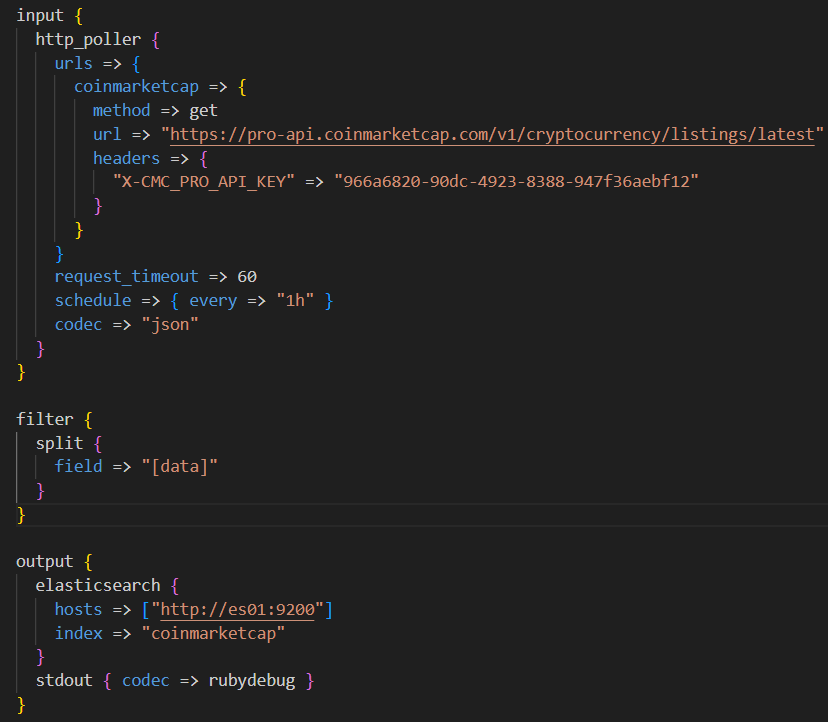 input {
  http_poller {
    urls => {
      coinmarketcap => {
        method => get
        url => "https://pro-api.coinmarketcap.com/v1/cryptocurrency/listings/latest"
        headers => {
          "X-CMC_PRO_API_KEY" => "966a6820-90dc-4923-8388-947f36aebf12"
        }
      }
    }
    request_timeout => 60
    schedule => { every => "1h" }
    codec => "json"
  }
}

filter {
  split {
    field => "[data]"
  }
}

output {
  elasticsearch {
    hosts => ["http://es01:9200"]
    index => "coinmarketcap"
  }
  stdout { codec => rubydebug }
}